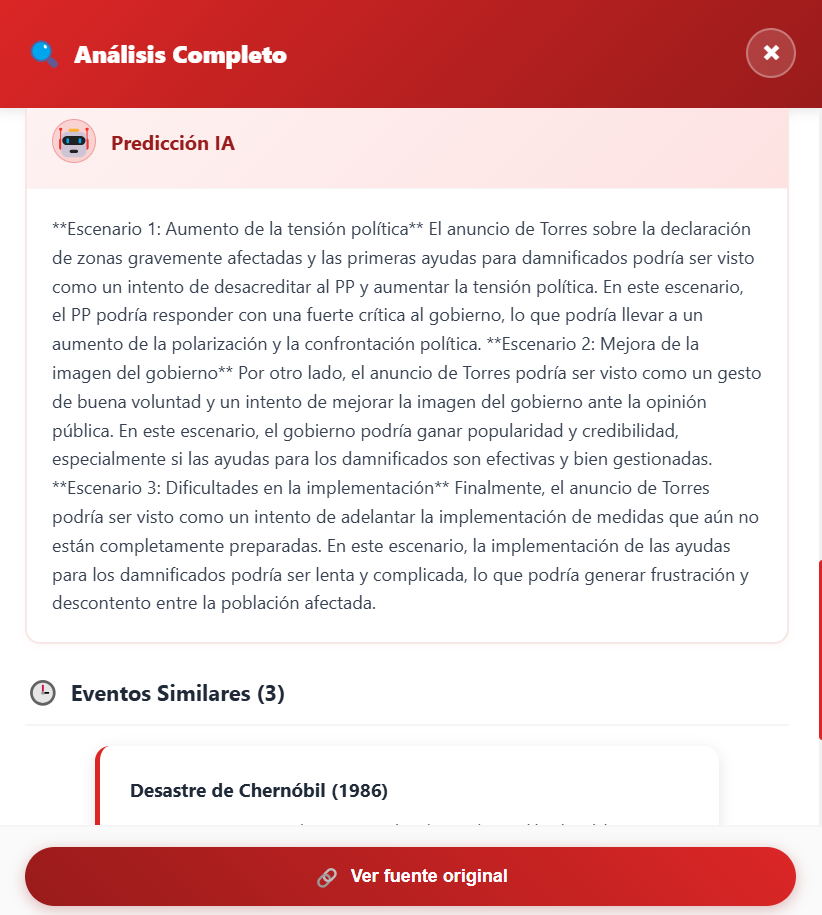 Análisis Completo
Predicción IA
**Escenario 1: Aumento de la tensión política** El anuncio de Torres sobre la declaración
de zonas gravemente afectadas y las primeras ayudas para damnificados podría ser visto
como un intento de desacreditar al PP y aumentar la tensión política. En este escenario,
el PP podría responder con una fuerte crítica al gobierno, lo que podría llevar a un
aumento de la polarización y la confrontación política. **Escenario 2: Mejora de la
imagen del gobierno** Por otro lado, el anuncio de Torres podría ser visto como un gesto
de buena voluntad y un intento de mejorar la imagen del gobierno ante la opinión
pública. En este escenario, el gobierno podría ganar popularidad y credibilidad,
especialmente si las ayudas para los damnificados son efectivas y bien gestionadas.
**Escenario 3: Dificultades en la implementación** Finalmente, el anuncio de Torres
podría ser visto como un intento de adelantar la implementación de medidas que aún no
están completamente preparadas. En este escenario, la implementación de las ayudas
para los damnificados podría ser lenta y complicada, lo que podría generar frustración y
descontento entre la población afectada.
Eventos Similares (3)
Desastre de Chernóbil (1986)
Ver fuente original